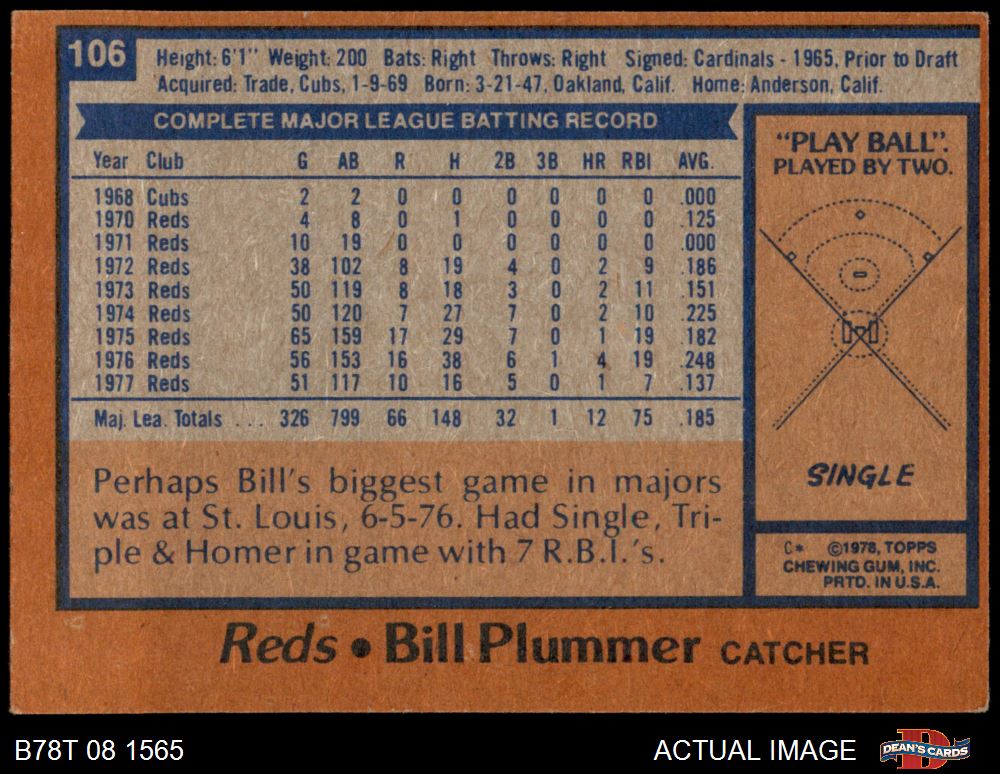 106
Height: 6'1" Weight: 200 Bats: Right Throws: Right Signed: Cardinals - 1965, Prior to Draft
Acquired: Trade, Cubs, 1-9-69 Born: 3-21-47, Oakland, Calif. Home: Anderson, Calif.
COMPLETE MAJOR LEAGUE BATTING RECORD
Year Club G AB R H 2B 3B HR RBI AVG.
1968 Cubs 2 2 0 0 0 0 0 0 .000
1970 Reds 4 8 0 1 0 0 0 0 .125
1971 Reds 10 19 0 0 0 0 0 0 .000
1972 Reds 38 102 8 19 4 0 2 9 .186
1973 Reds 50 119 8 18 3 0 2 11 .151
1974 Reds 50 120 7 27 7 0 2 10 .225
1975 Reds 65 159 17 29 7 0 1 19 .182
1976 Reds 56 153 16 38 6 1 4 19 .248
1977 Reds 51 117 10 16 5 0 1 7 .137
Maj. Lea. Totals ... 326 799 66 148 32 1 12 75 .185
Perhaps Bill's biggest game in majors
was at St. Louis, 6-5-76. Had Single, Tri-
ple & Homer in game with 7 R.B.I.'s.
"PLAY BALL".
PLAYED BY TWO.
SINGLE
C* ©1978, TOPPS
CHEWING GUM, INC.
PRTD. IN U.S.A.
Reds • Bill Plummer CATCHER
B78T 08 1565
ACTUAL IMAGE
DEAN'S CARDS